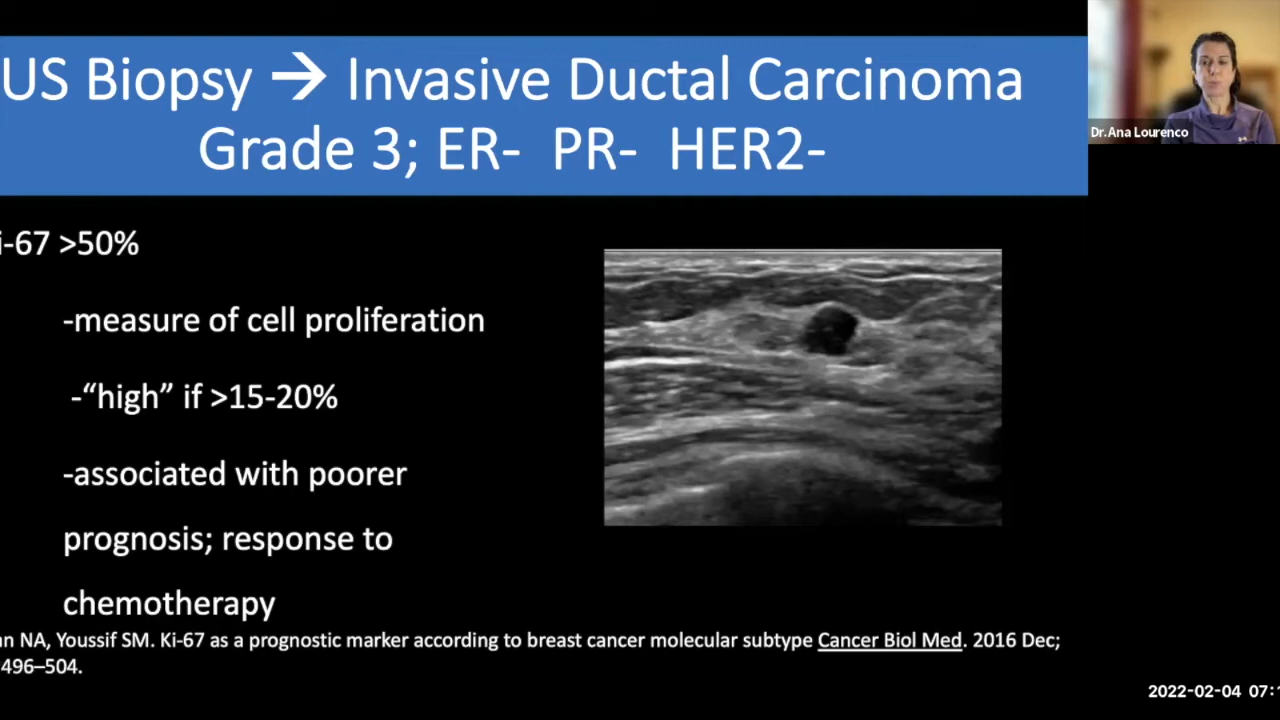 US Biopsy → Invasive Ductal Carcinoma
Grade 3; ER- PR- HER2-
Dr. Ana Lourenco
i-67 >50%
-measure of cell proliferation
-“high” if >15-20%
-associated with poorer
prognosis; response to
chemotherapy
an NA, Youssif SM. Ki-67 as a prognostic marker according to breast cancer molecular subtype Cancer Biol Med. 2016 Dec;
496–504.
2022-02-04 07:1